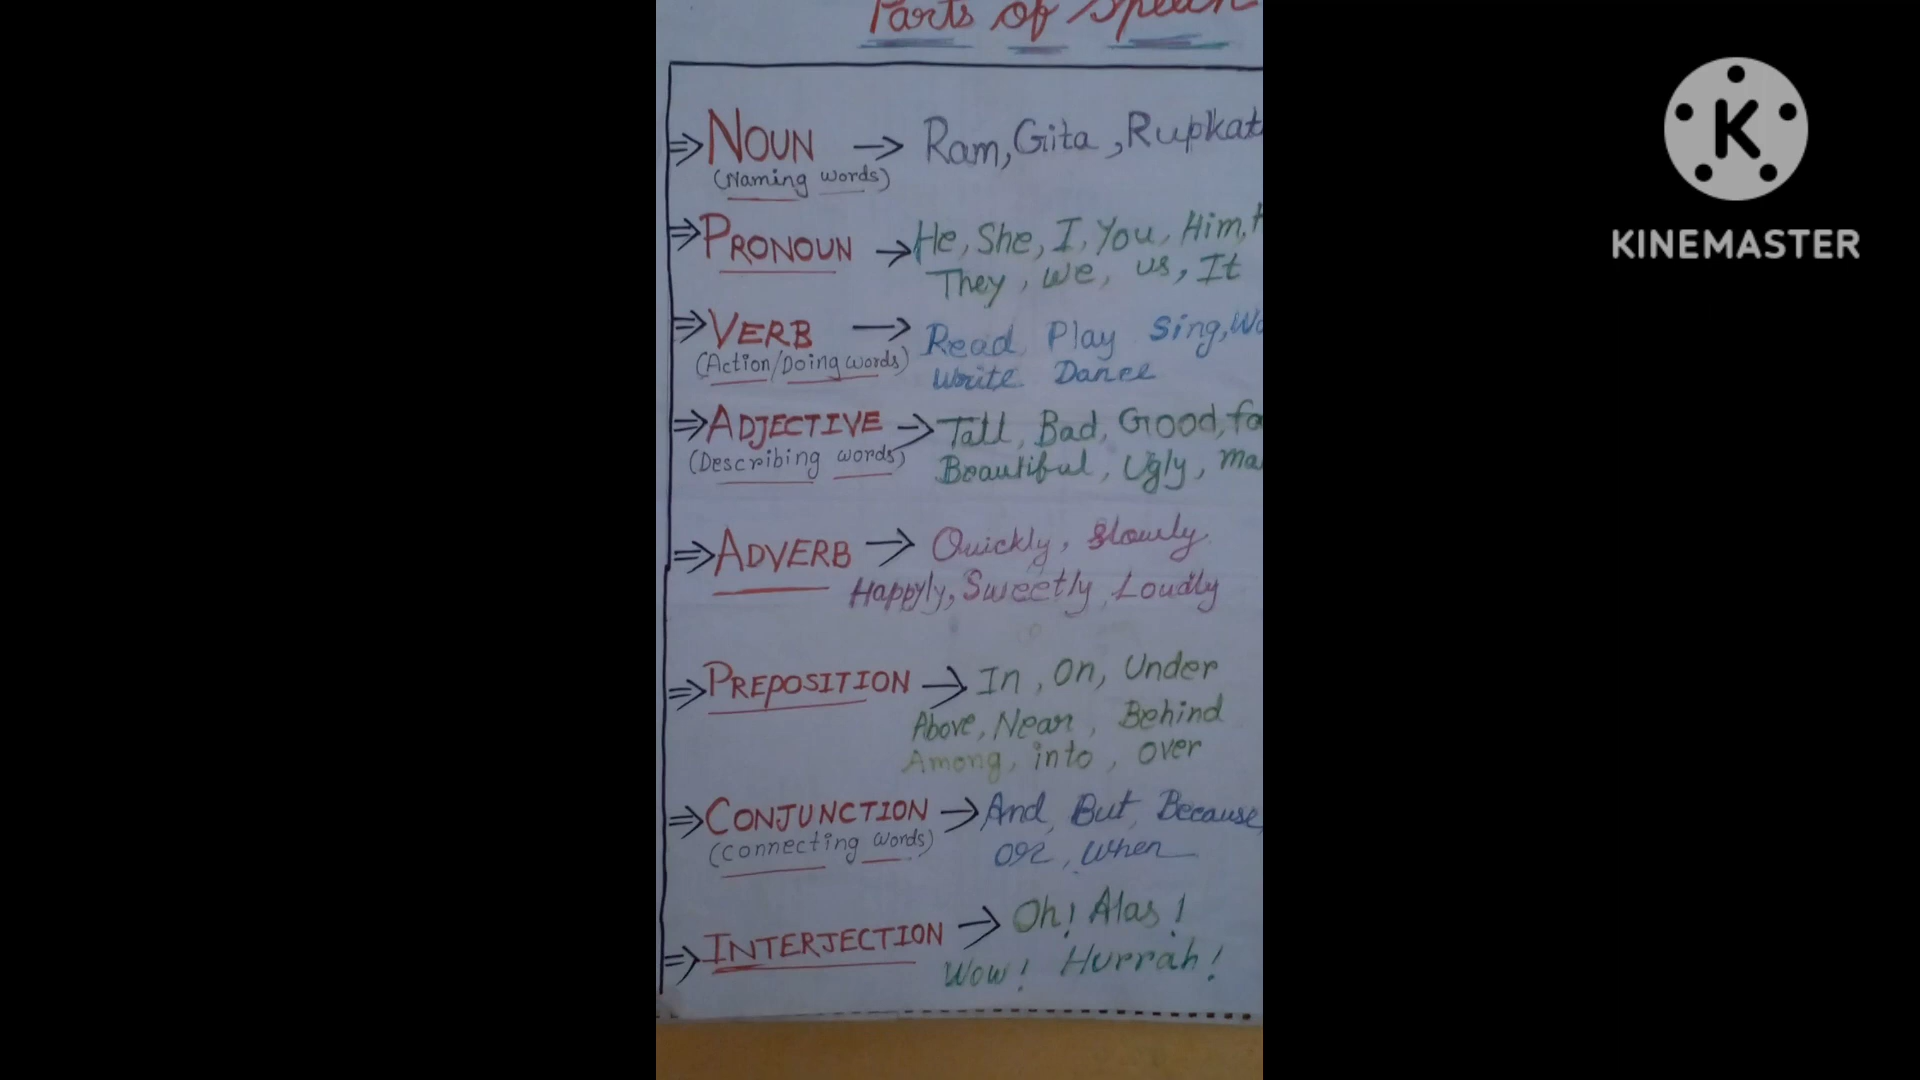 Parts of Speech
⇒ NOUN → Ram, Gita, Rupkat
(Naming words)
⇒ PRONOUN → He, She, I, You, Him,
They, we, us, It
⇒ VERB → Read, Play Sing,
(Action/Doing words)
Write Dance
⇒ ADJECTIVE → Tall, Bad, Good,
(Describing words)
Beautiful, Ugly,
⇒ ADVERB → Quickly, Slowly
Happyly, Sweetly, Loudly
⇒ PREPOSITION → In, On, Under
Above, Near, Behind
Among, into, over
⇒ CONJUNCTION → And, But, Because,
(Connecting words)
or, when
⇒ INTERJECTION → Oh! Alas!
Wow! Hurrah!
K
KINEMASTER